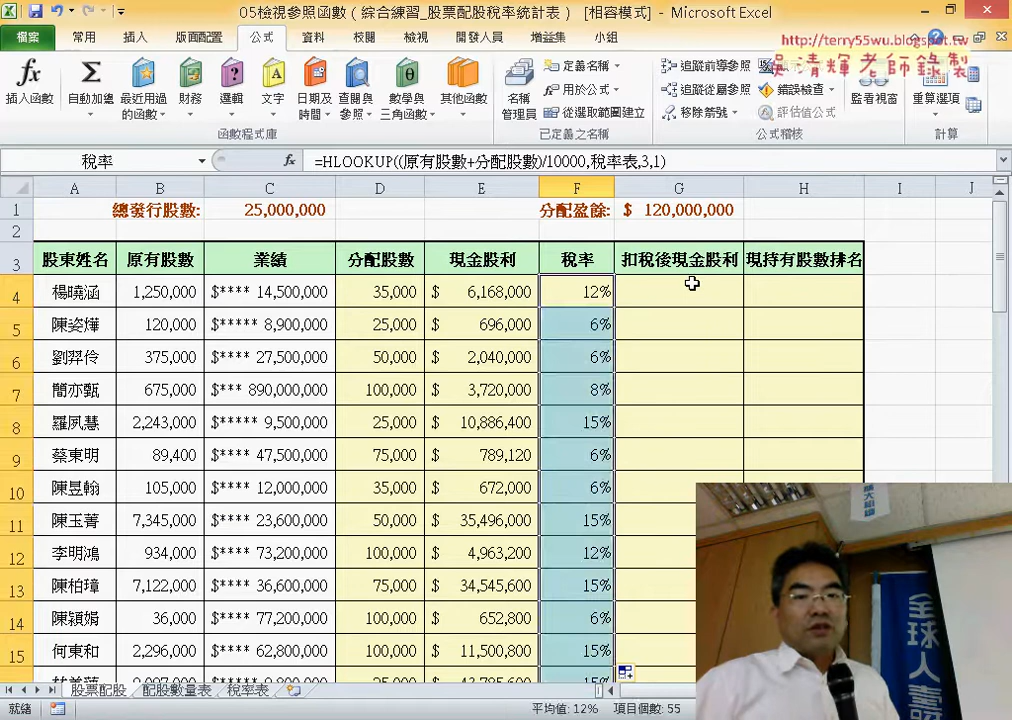 05檢視參照函數（綜合練習_股票配股稅率統計表） [相容模式] - Microsoft Excel
檔案 常用 插入 版面配置 公式 資料 校閱 檢視 開發人員 增益集 小組
http://terry55wu.blogspot.tw
吳清輝老師錄製
插入函數 自動加總 最近用過的函數 財務 邏輯 文字 日期及時間 查閱與參照 數學與三角函數 其他函數 名稱管理員 定義名稱 用於公式 從選取範圍建立 追蹤前導參照 追蹤從屬參照 移除箭號 錯誤檢查 評估值公式 監看視窗 重算選項
函數程式庫 已定義之名稱 公式稽核 計算
稅率 fx =HLOOKUP((原有股數+分配股數)/10000,稅率表,3,1)
A B C D E F G H I J
1 總發行股數: 25,000,000 分配盈餘: $ 120,000,000
2
3 股東姓名 原有股數 業績 分配股數 現金股利 稅率 扣稅後現金股利 現持有股數排名
4 楊曉涵 1,250,000 $**** 14,500,000 35,000 $ 6,168,000 12%
5 陳姿燁 120,000 $***** 8,900,000 25,000 $ 696,000 6%
6 劉羿伶 375,000 $**** 27,500,000 50,000 $ 2,040,000 6%
7 簡亦甄 675,000 $*** 890,000,000 100,000 $ 3,720,000 8%
8 羅夙慧 2,243,000 $***** 9,500,000 25,000 $ 10,886,400 15%
9 蔡東明 89,400 $**** 47,500,000 75,000 $ 789,120 6%
10 陳昱翰 105,000 $**** 12,000,000 35,000 $ 672,000 6%
11 陳玉菁 7,345,000 $**** 23,600,000 50,000 $ 35,496,000 15%
12 李明鴻 934,000 $**** 73,200,000 100,000 $ 4,963,200 12%
13 陳柏璋 7,122,000 $**** 36,600,000 75,000 $ 34,545,600 15%
14 陳穎娟 36,000 $**** 77,200,000 100,000 $ 652,800 6%
15 何東和 2,296,000 $**** 62,800,000 100,000 $ 11,500,800 15%
全球人壽
股票配股 配股數量表 稅率表
就緒 平均值: 12% 項目個數: 55